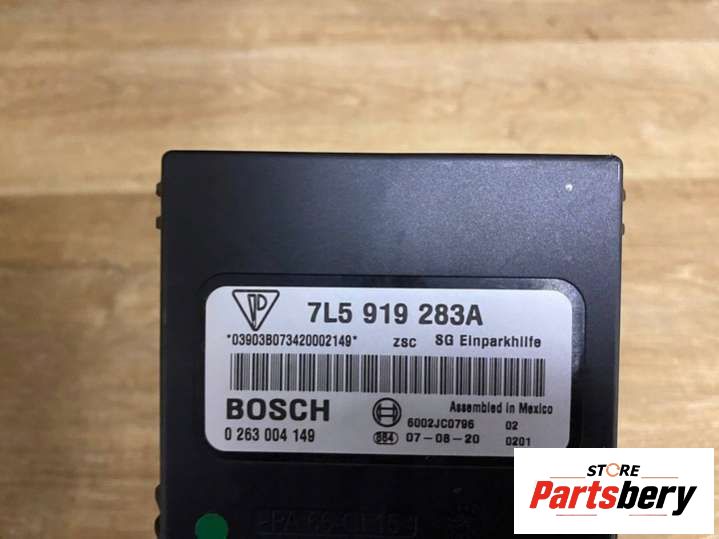 7L5 919 283A
*03903B073420002149* ZSC SG Einparkhilfe
BOSCH
Assembled in Mexico
6002JC0796 02
0 263 004 149
884 07-08-20 0201
STORE
Partsbery